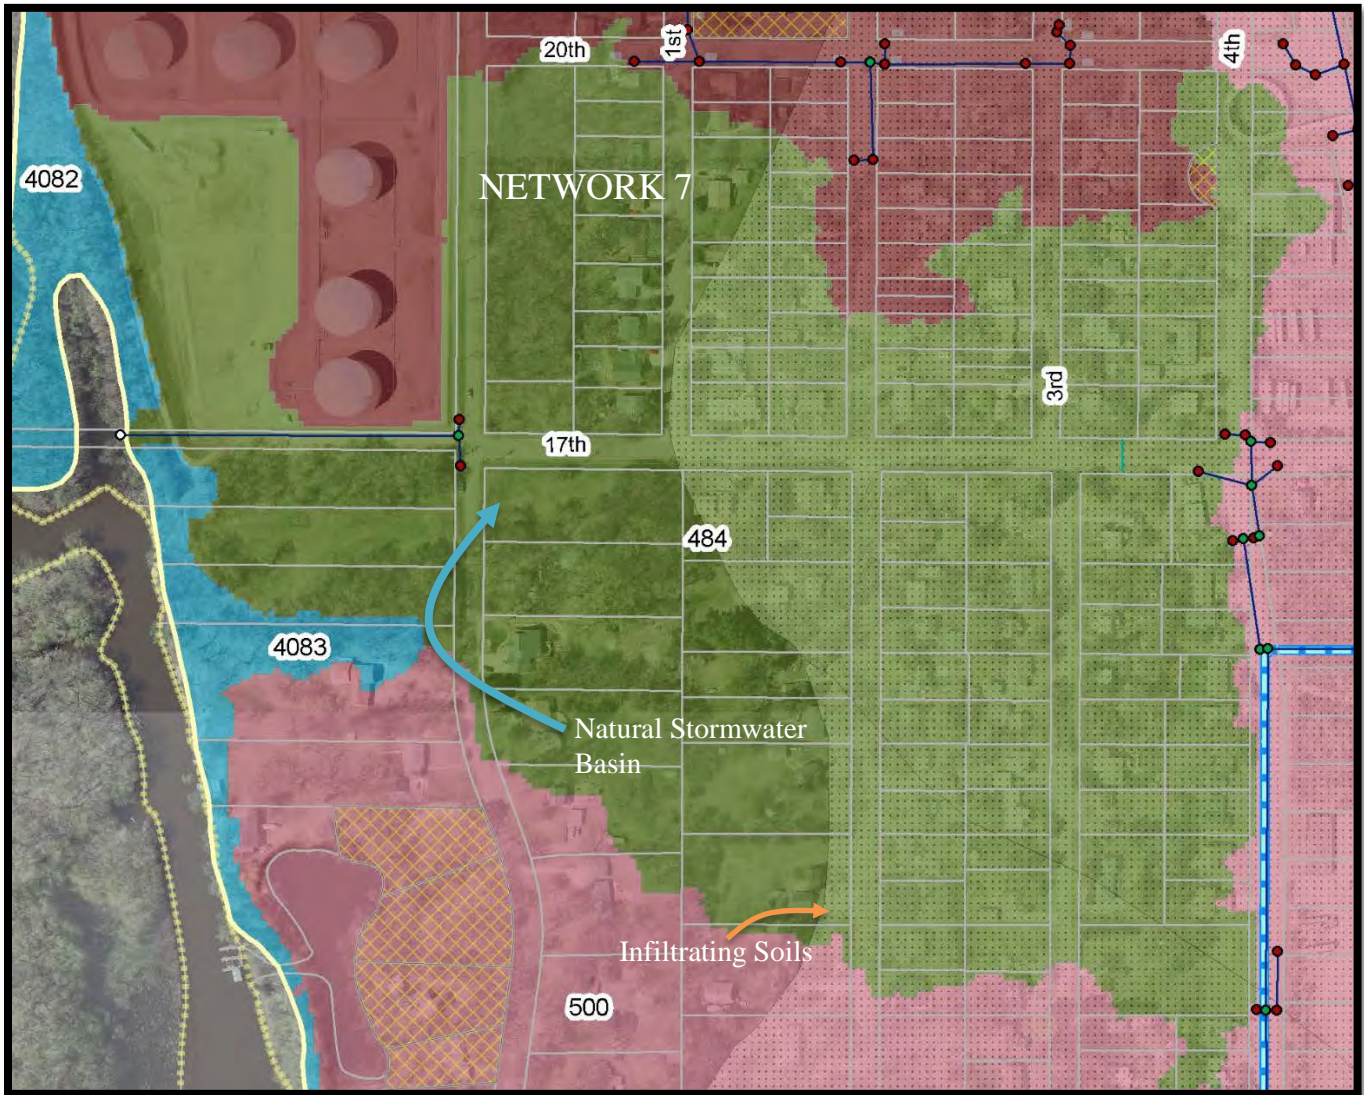 20th
1st
4th
4082
NETWORK 7
3rd
17th
484
4083
Natural Stormwater
Basin
Infiltrating Soils
500